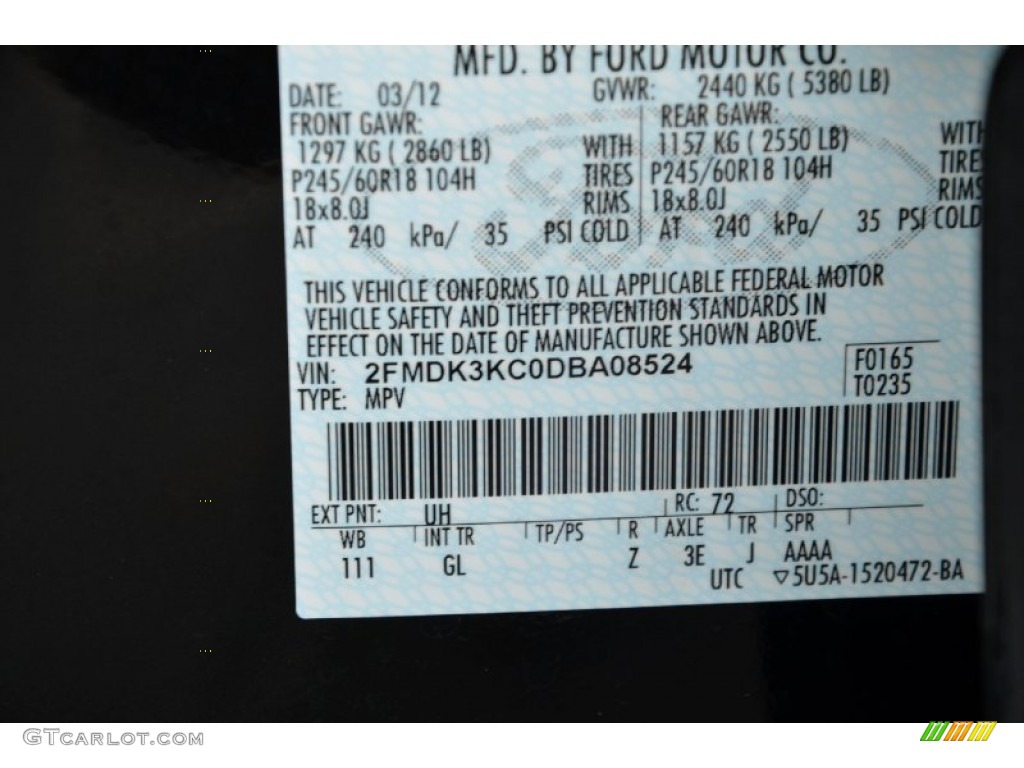 MFD. BY FORD MOTOR CO.
DATE: 03/12 GVWR: 2440 KG ( 5380 LB)
FRONT GAWR: REAR GAWR:
1297 KG ( 2860 LB) WITH 1157 KG ( 2550 LB) WITH
P245/60R18 104H TIRES P245/60R18 104H TIRES
18x8.0J RIMS 18x8.0J RIMS
AT 240 kPa/ 35 PSI COLD AT 240 kPa/ 35 PSI COLD
THIS VEHICLE CONFORMS TO ALL APPLICABLE FEDERAL MOTOR
VEHICLE SAFETY AND THEFT PREVENTION STANDARDS IN
EFFECT ON THE DATE OF MANUFACTURE SHOWN ABOVE.
VIN: 2FMDK3KC0DBA08524 F0165
TYPE: MPV T0235
EXT PNT: UH RC: 72 DSO:
WB INT TR TP/PS R AXLE TR SPR
111 GL Z 3E J AAAA
UTC ▽5U5A-1520472-BA
GTCARLOT.COM